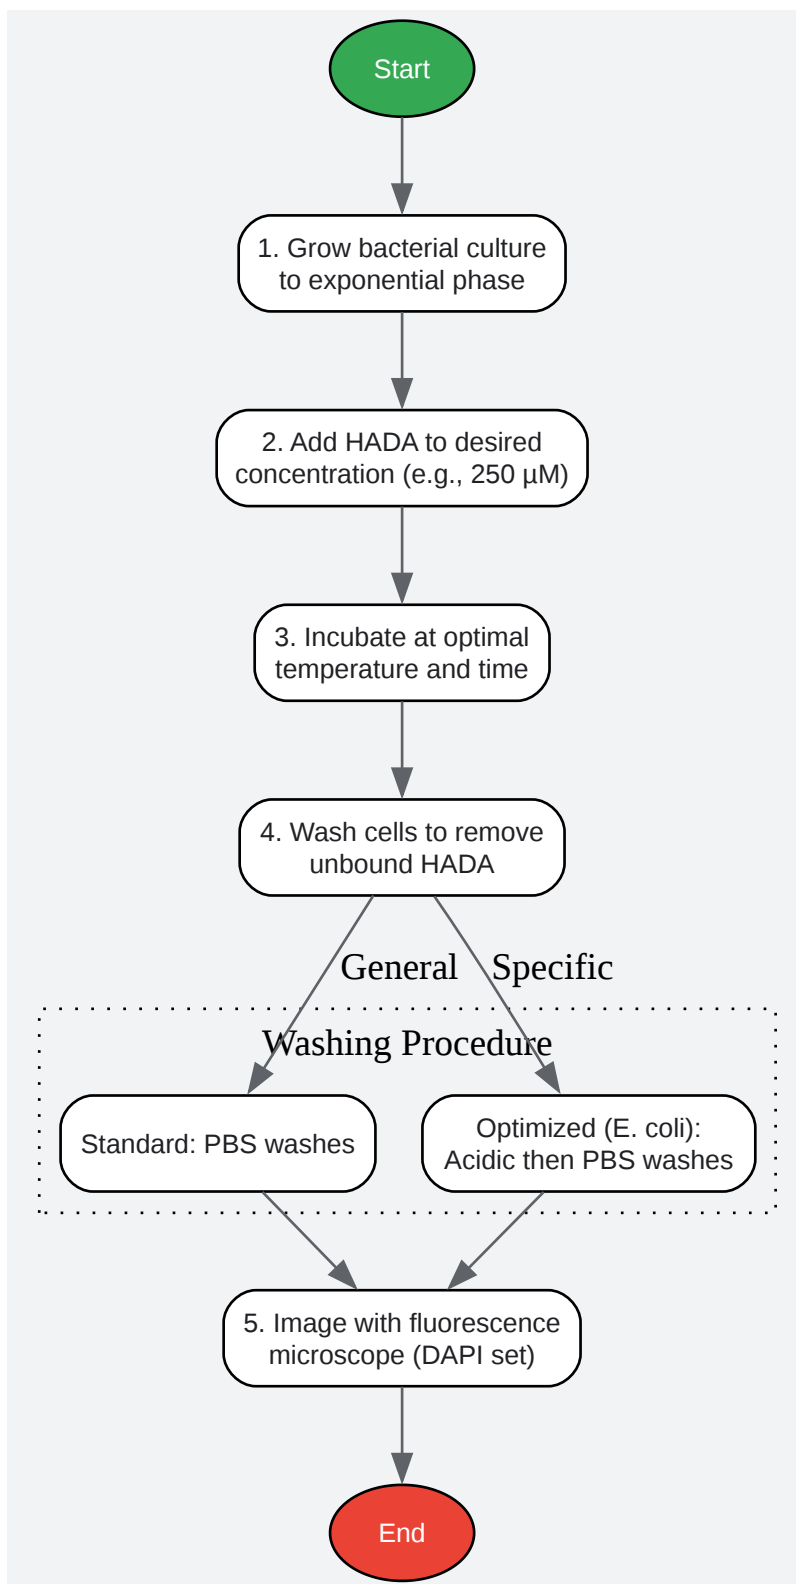 Start
1. Grow bacterial culture
to exponential phase
2. Add HADA to desired
concentration (e.g., 250 µM)
3. Incubate at optimal
temperature and time
4. Wash cells to remove
unbound HADA
General
Specific
Washing Procedure
Standard: PBS washes
Optimized (E. coli):
Acidic then PBS washes
5. Image with fluorescence
microscope (DAPI set)
End